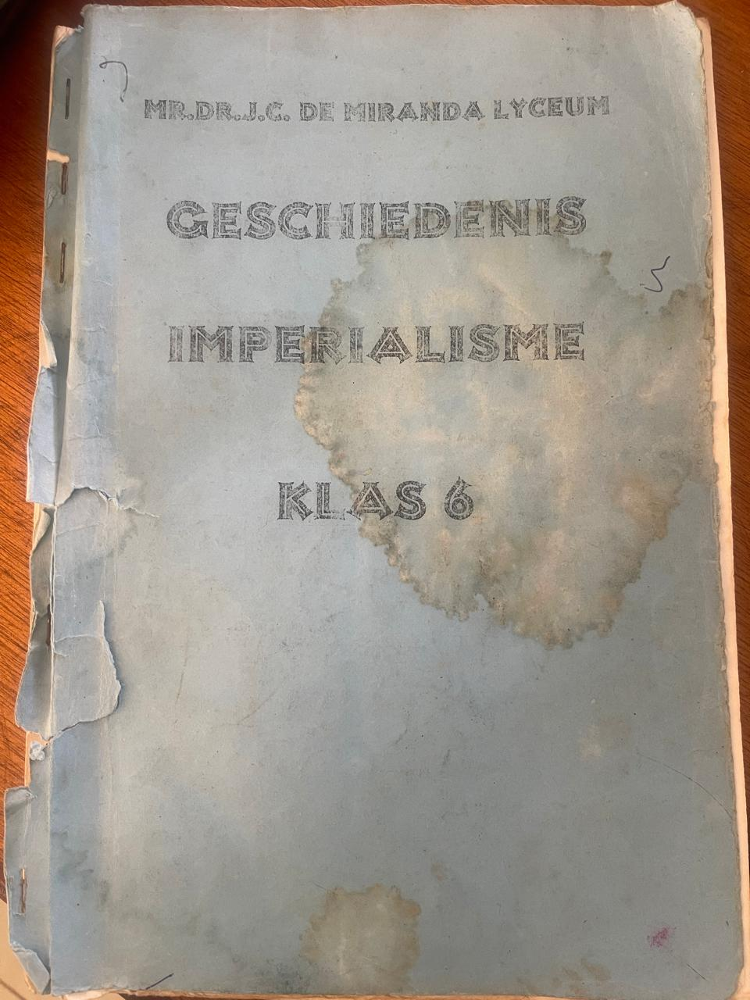 MR.DR.J.C. DE MIRANDA LYCEUM
GESCHIEDENIS
IMPERIALISME
KLAS 6